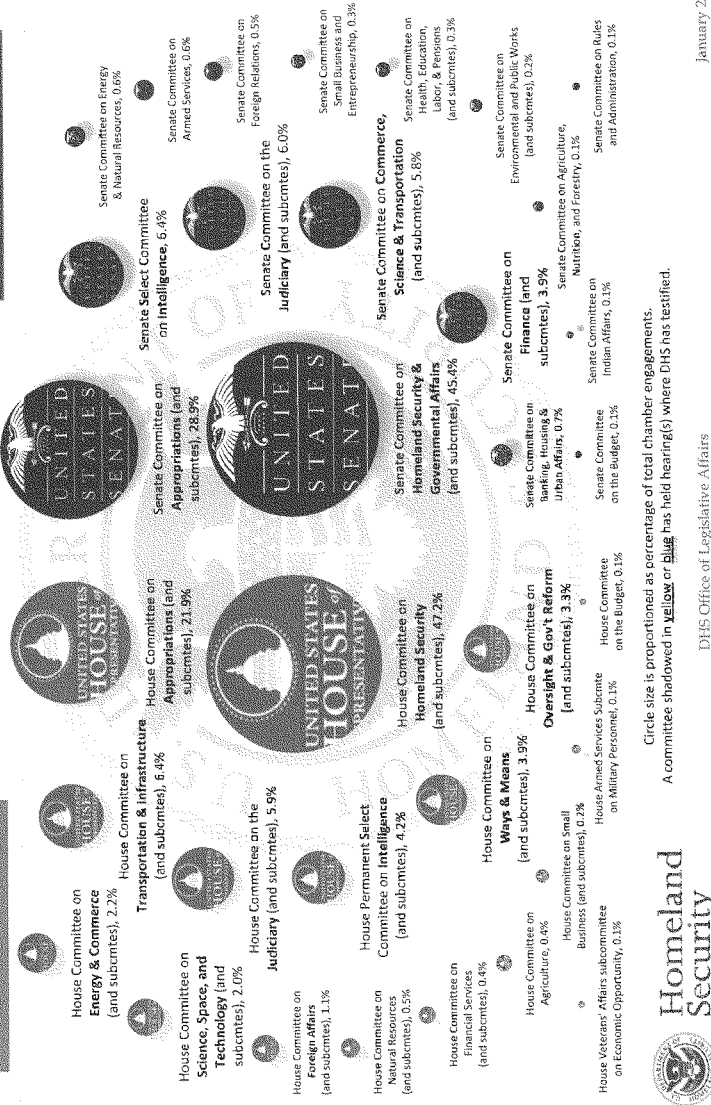 House Committee on
Energy & Commerce
(and subcmtes), 2.2%
House Committee on
Transportation & Infrastructure
(and subcmtes), 6.4%
House Committee on
Appropriations (and
subcmtes), 21.9%
UNITED STATES
HOUSE of
REPRESENTATIVES
Senate Committee on
Appropriations (and
subcmtes), 28.9%
UNITED
STATES
SENATE
Senate Select Committee
on Intelligence, 6.4%
Senate Committee on Energy
& Natural Resources, 0.6%
Senate Committee on
Armed Services, 0.6%
House Committee on
Science, Space, and
Technology (and
subcmtes), 2.0%
House Committee on the
Judiciary (and subcmtes), 5.9%
Senate Committee on the
Judiciary (and subcmtes), 6.0%
Senate Committee on
Foreign Relations, 0.5%
House Committee on
Foreign Affairs
(and subcmtes), 1.1%
House Permanent Select
Committee on Intelligence
(and subcmtes), 4.2%
UNITED STATES
HOUSE of
PRESENTATIV
House Committee on
Homeland Security
(and subcmtes), 47.2%
UNITED
STATES
SENATE
Senate Committee on
Homeland Security &
Governmental Affairs
(and subcmtes), 45.4%
Senate Committee on Commerce,
Science & Transportation
(and subcmtes), 5.8%
Senate Committee on
Small Business and
Entrepreneurship, 0.3%
House Committee on
Natural Resources
(and subcmtes), 0.5%
Senate Committee on
Health, Education,
Labor, & Pensions
(and subcmtes), 0.3%
House Committee on
Financial Services
(and subcmtes), 0.4%
House Committee on
Ways & Means
(and subcmtes), 3.9%
House Committee on
Oversight & Gov't Reform
(and subcmtes), 3.3%
Senate Committee on
Banking, Housing &
Urban Affairs, 0.7%
Senate Committee on
Finance (and
subcmtes), 3.9%
Senate Committee on
Environmental and Public Works
(and subcmtes), 0.2%
House Committee on
Agriculture, 0.4%
House Committee on Small
Business (and subcmtes), 0.2%
Senate Committee on Agriculture,
Nutrition, and Forestry, 0.1%
House Veterans' Affairs subcommittee
on Economic Opportunity, 0.1%
House Armed Services Subcmte
on Military Personnel, 0.1%
House Committee
on the Budget, 0.1%
Senate Committee
on the Budget, 0.1%
Senate Committee on
Indian Affairs, 0.1%
Senate Committee on Rules
and Administration, 0.1%
Circle size is proportioned as percentage of total chamber engagements.
A committee shadowed in yellow or blue has held hearing(s) where DHS has testified.
Homeland
Security
DHS Office of Legislative Affairs
January 2